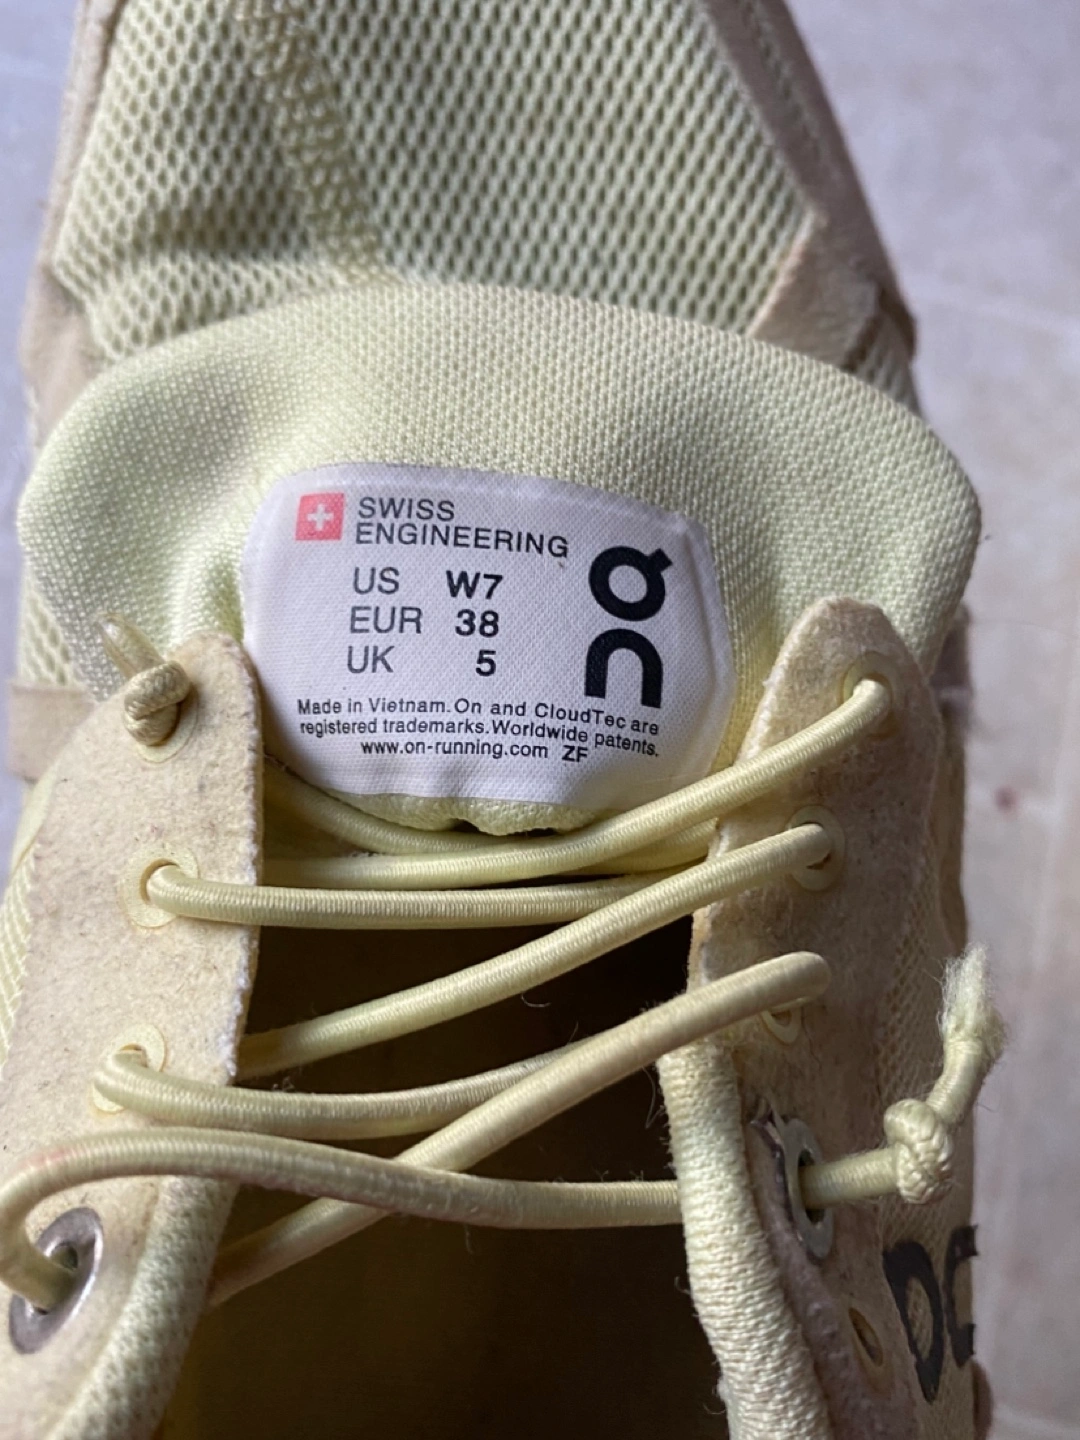 SWISS
ENGINEERING
US W7
EUR 38
UK 5
On
Made in Vietnam. On and CloudTec are
registered trademarks. Worldwide patents.
www.on-running.com ZF